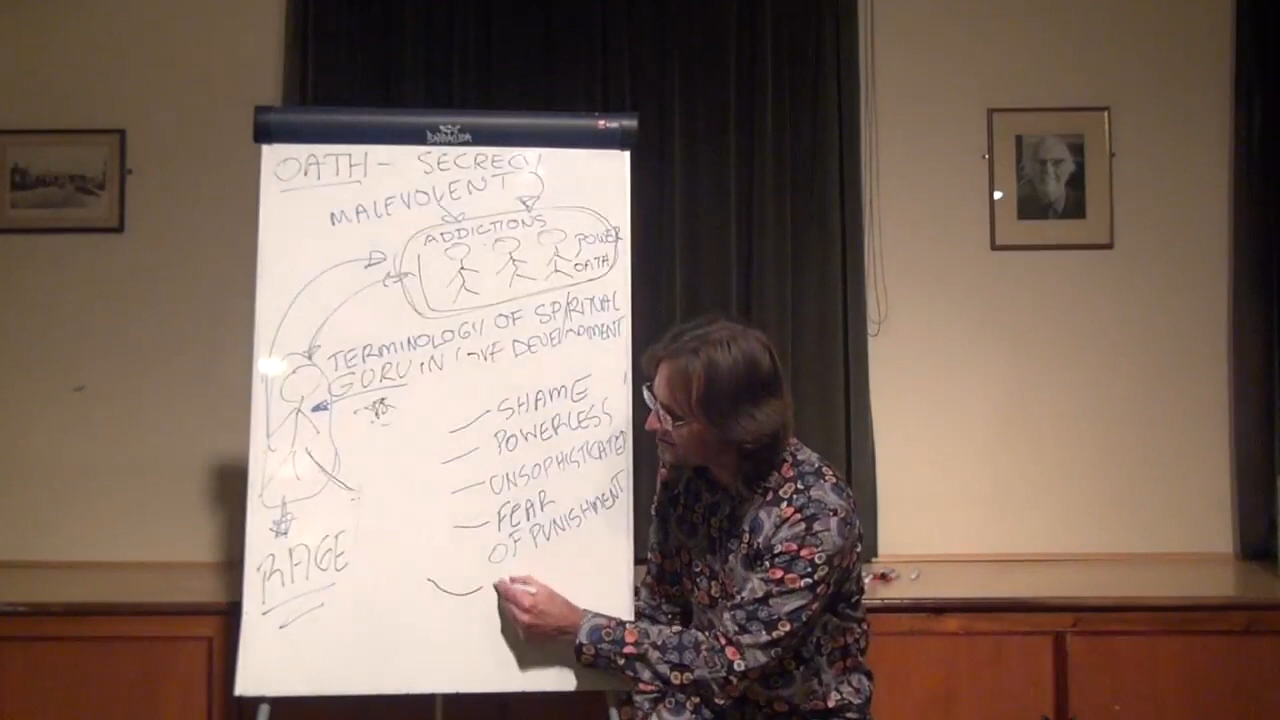 BARRACUDA
OATH - SECRECY
MALEVOLENT
ADDICTIONS
POWER
OATH
TERMINOLOGY OF SPIRITUAL
GURU IN DEVELOPMENT
SHAME
POWERLESS
UNSOPHISTICATED
FEAR
OF PUNISHMENT
RAGE